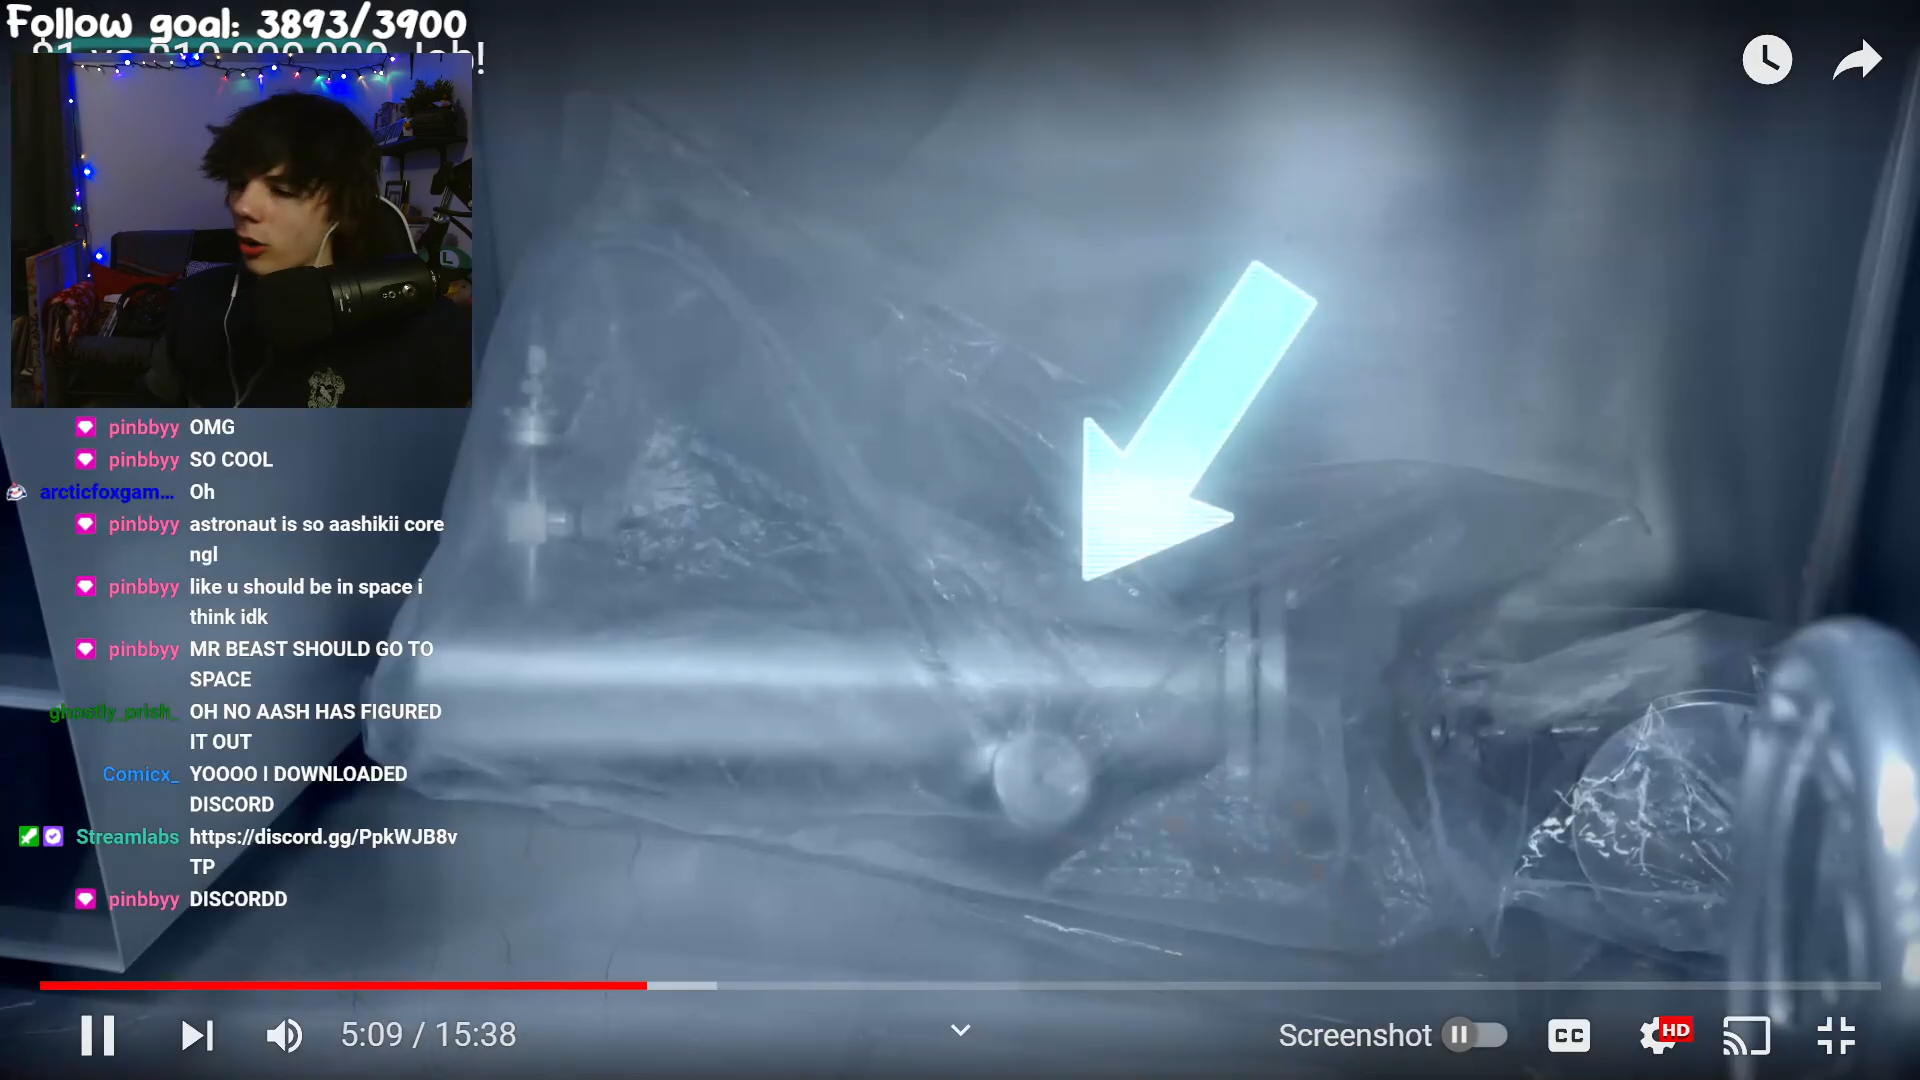 Follow goal: 3893/3900
pinbbyy OMG
pinbbyy SO COOL
arcticfoxgam... Oh
pinbbyy astronaut is so aashikii core
ngl
pinbbyy like u should be in space i
think idk
pinbbyy MR BEAST SHOULD GO TO
SPACE
ghostly_prish_ OH NO AASH HAS FIGURED
IT OUT
Comicx_ YOOOO I DOWNLOADED
DISCORD
Streamlabs https://discord.gg/PpkWJB8v
TP
pinbbyy DISCORDD
5:09 / 15:38
Screenshot
CC
HD